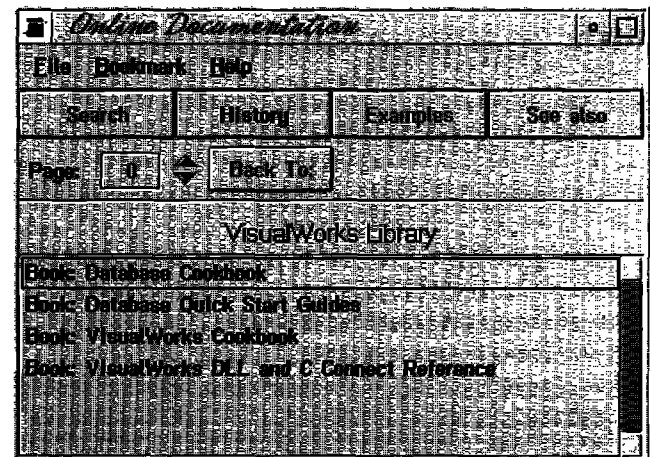 Online Documentation
File Bookmark Help
Search History Examples See also
Page: 0 Back To:
VisualWorks Library
Book: Database Cookbook
Book: Database Quick Start Guides
Book: VisualWorks Cookbook
Book: VisualWorks DLL and C Connect Reference